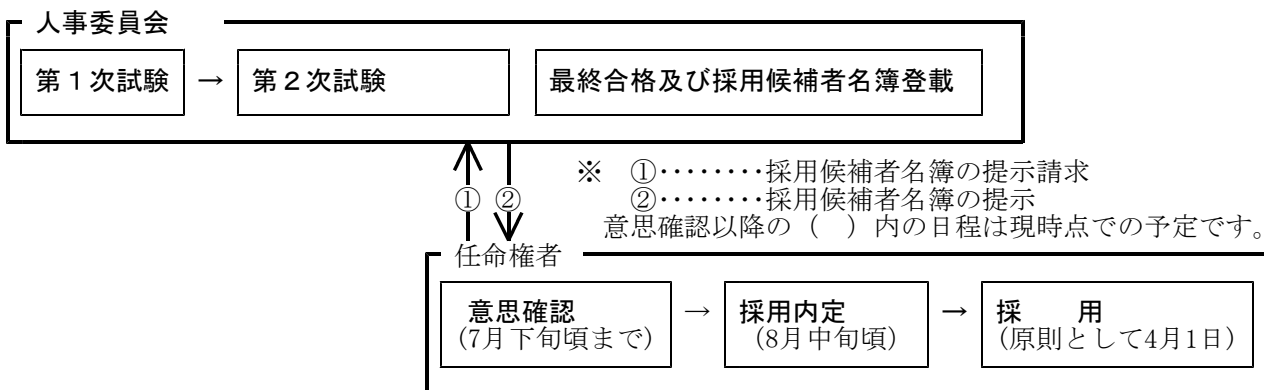 人事委員会
第１次試験 → 第２次試験 最終合格及び採用候補者名簿登載
① ②
※ ①‥‥‥‥採用候補者名簿の提示請求
②‥‥‥‥採用候補者名簿の提示
意思確認以降の（ ）内の日程は現時点での予定です。
任命権者
意思確認 → 採用内定 → 採 用
(7月下旬頃まで) (8月中旬頃) (原則として4月1日)